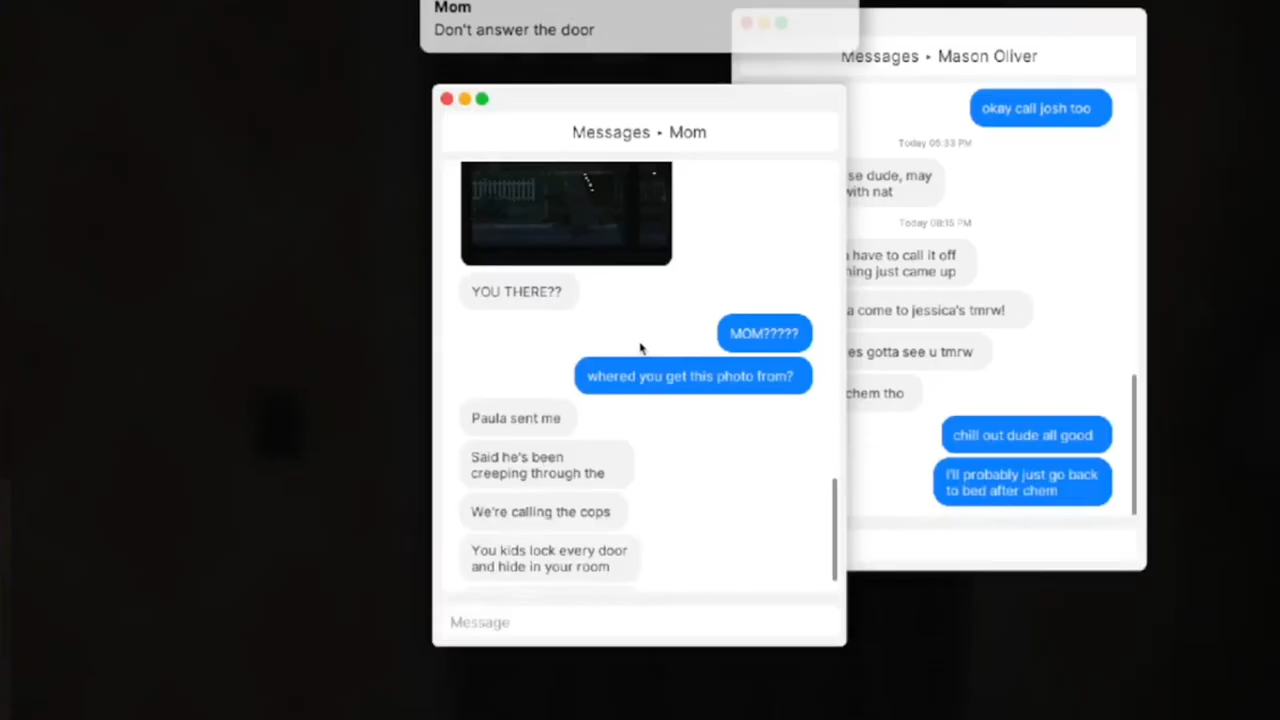 Mom
Don't answer the door
Messages • Mom
YOU THERE??
MOM?????
whered you get this photo from?
Paula sent me
Said he's been
creeping through the
We're calling the cops
You kids lock every door
and hide in your room
Message
Messages • Mason Oliver
okay call josh too
Today 05:33 PM
se dude, may
with nat
Today 08:15 PM
have to call it off
hing just came up
a come to jessica's tmrw!
es gotta see u tmrw
chem tho
chill out dude all good
I'll probably just go back
to bed after chem